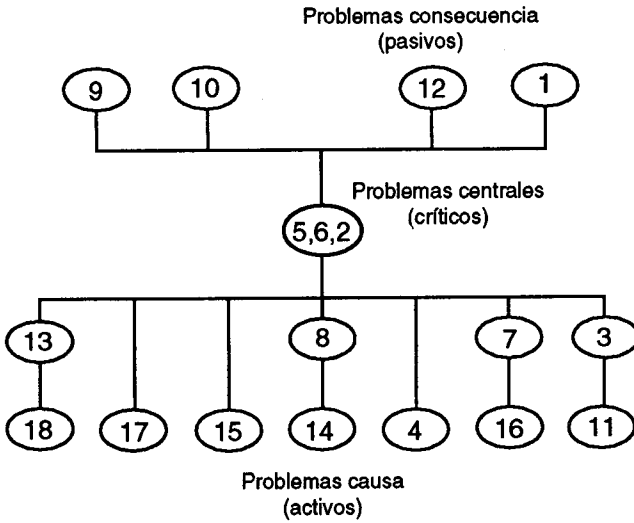 Problemas consecuencia
(pasivos)
9 10 12 1
Problemas centrales
(críticos)
5,6,2
13 8 7 3
18 17 15 14 4 16 11
Problemas causa
(activos)